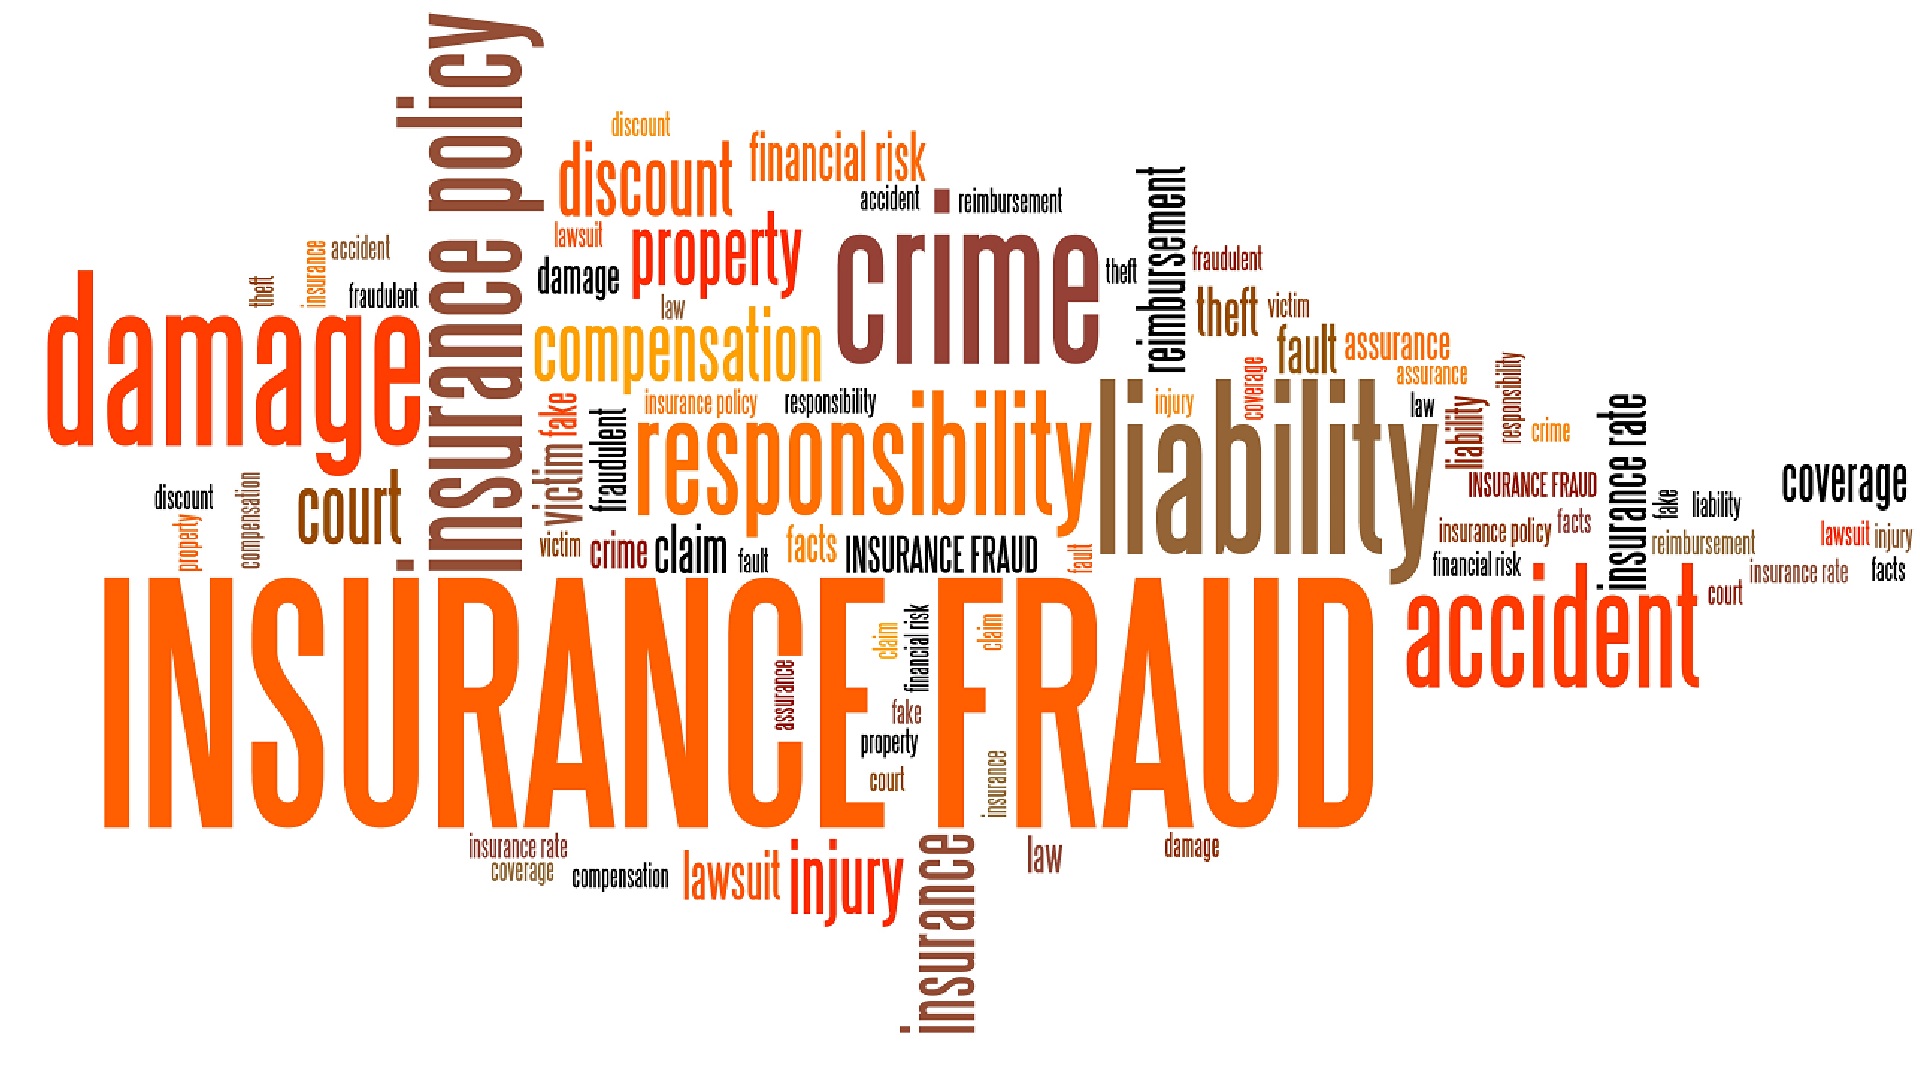 insurance policy
discount
discount
financial risk
accident
reimbursement
lawsuit
property
crime
reimbursement
theft
fraudulent
theft
insurance
accident
fraudulent
damage
law
compensation
theft
victim
fault
assurance
assurance
damage
insurance policy
responsibility
injury
coverage
law
liability
responsibility
crime
victim
fake
fraudulent
responsibility
liability
insurance rate
INSURANCE FRAUD
insurance policy
facts
financial risk
fake
liability
reimbursement
coverage
lawsuit
injury
insurance rate
facts
court
discount
property
compensation
court
victim
crime
claim
fault
facts
INSURANCE FRAUD
fault
accident
INSURANCE FRAUD
assurance
claim
financial risk
claim
fake
property
court
insurance
insurance rate
coverage
compensation
lawsuit
injury
insurance
law
damage